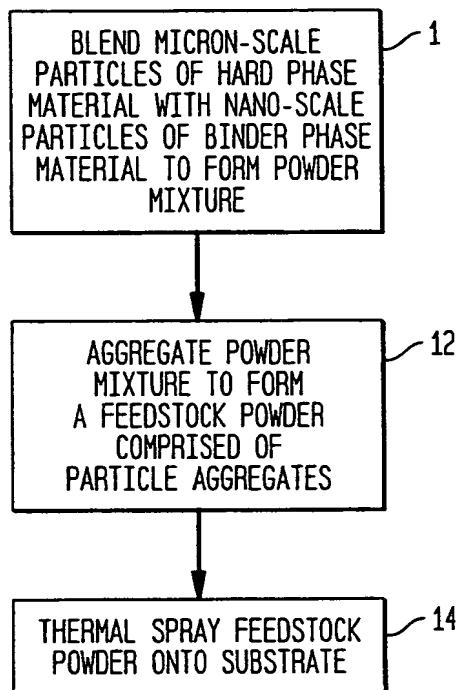 BLEND MICRON-SCALE
PARTICLES OF HARD PHASE
MATERIAL WITH NANO-SCALE
PARTICLES OF BINDER PHASE
MATERIAL TO FORM POWDER
MIXTURE
1
AGGREGATE POWDER
MIXTURE TO FORM
A FEEDSTOCK POWDER
COMPRISED OF
PARTICLE AGGREGATES
12
THERMAL SPRAY FEEDSTOCK
POWDER ONTO SUBSTRATE
14